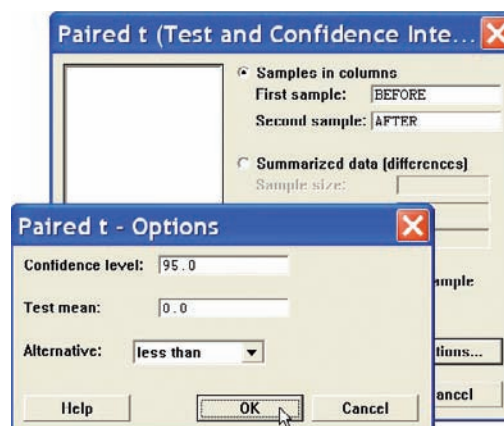 Paired t (Test and Confidence Inte...
Samples in columns
First sample: BEFORE
Second sample: AFTER
Summarized data (differences)
Sample size:
Paired t - Options
Confidence level: 95.0
Test mean: 0.0
Alternative: less than
Help OK Cancel
ample
tions...
ancel